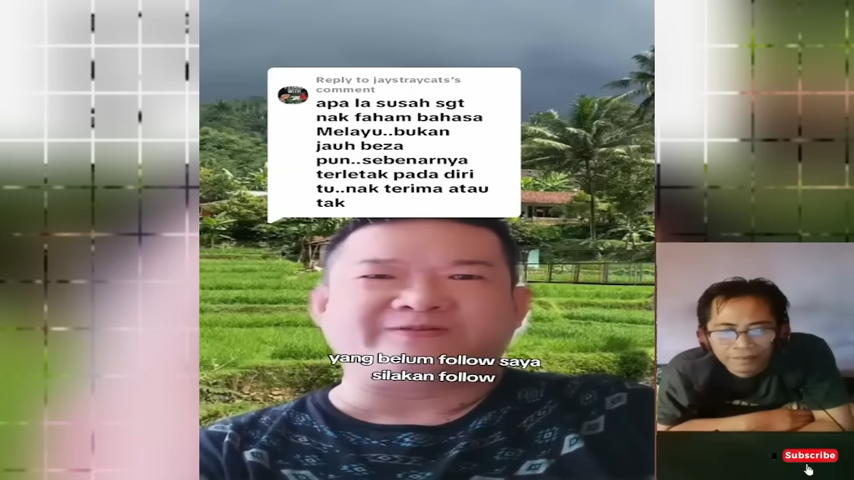 Reply to jaystraycats's
comment
apa la susah sgt
nak faham bahasa
Melayu..bukan
jauh beza
pun..sebenarnya
terletak pada diri
tu..nak terima atau
tak
yang belum follow saya
silakan follow
Subscribe